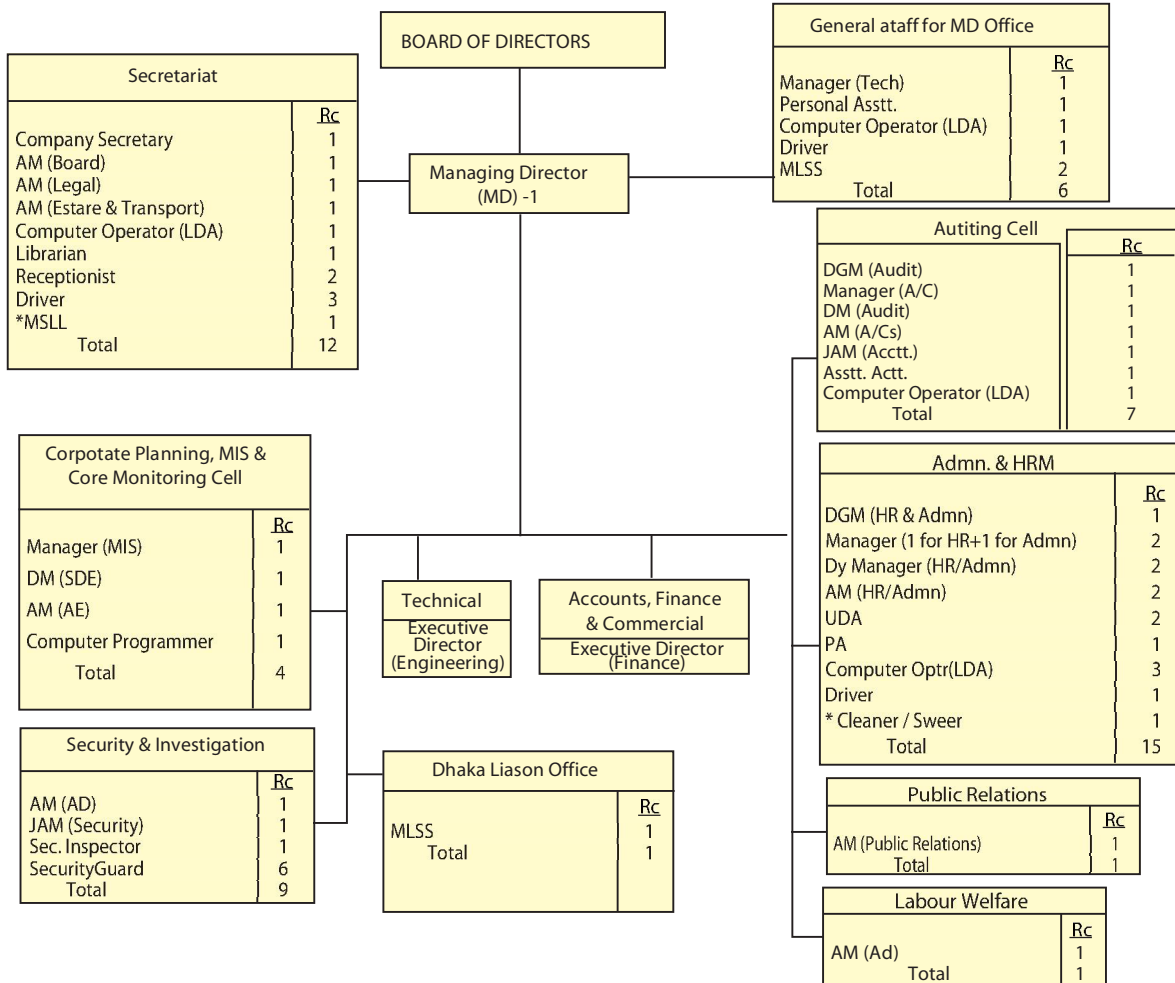 BOARD OF DIRECTORS
General ataff for MD Office
Rc
Manager (Tech) 1
Personal Asstt. 1
Computer Operator (LDA) 1
Driver 1
MLSS 2
Total 6
Secretariat
Rc
Company Secretary 1
AM (Board) 1
AM (Legal) 1
AM (Estare & Transport) 1
Computer Operator (LDA) 1
Librarian 1
Receptionist 2
Driver 3
*MSLL 1
Total 12
Managing Director
(MD) -1
Autiting Cell
Rc
DGM (Audit) 1
Manager (A/C) 1
DM (Audit) 1
AM (A/Cs) 1
JAM (Acctt.) 1
Asstt. Actt. 1
Computer Operator (LDA) 1
Total 7
Corpotate Planning, MIS &
Core Monitoring Cell
Rc
Manager (MIS) 1
DM (SDE) 1
AM (AE) 1
Computer Programmer 1
Total 4
Technical
Executive
Director
(Engineering)
Accounts, Finance
& Commercial
Executive Director
(Finance)
Admn. & HRM
Rc
DGM (HR & Admn) 1
Manager (1 for HR+1 for Admn) 2
Dy Manager (HR/Admn) 2
AM (HR/Admn) 2
UDA 2
PA 1
Computer Optr(LDA) 3
Driver 1
* Cleaner / Sweer 1
Total 15
Security & Investigation
Rc
AM (AD) 1
JAM (Security) 1
Sec. Inspector 1
SecurityGuard 6
Total 9
Dhaka Liason Office
Rc
MLSS 1
Total 1
Public Relations
Rc
AM (Public Relations) 1
Total 1
Labour Welfare
Rc
AM (Ad) 1
Total 1